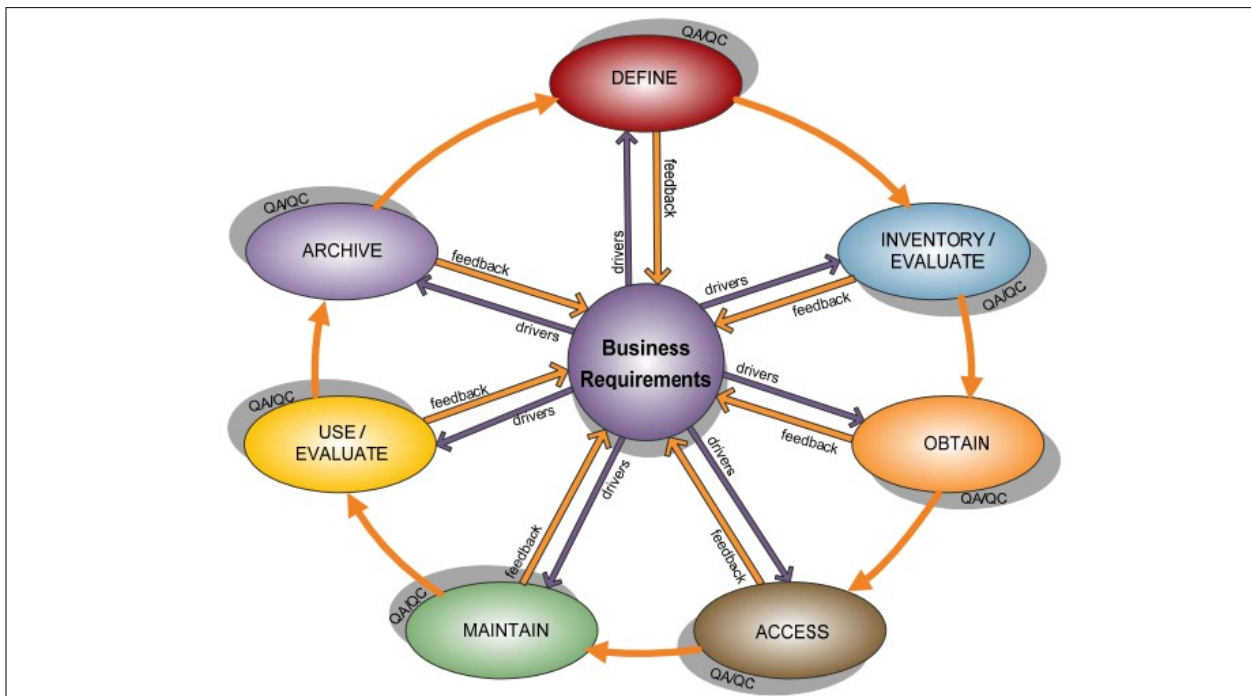 QA/QC
DEFINE
feedback
drivers
QA/QC
ARCHIVE
feedback
drivers
INVENTORY /
EVALUATE
QA/QC
drivers
feedback
Business
Requirements
drivers
feedback
OBTAIN
QA/QC
QA/QC
USE /
EVALUATE
feedback
drivers
drivers
feedback
QA/QC
MAINTAIN
drivers
feedback
ACCESS
QA/QC